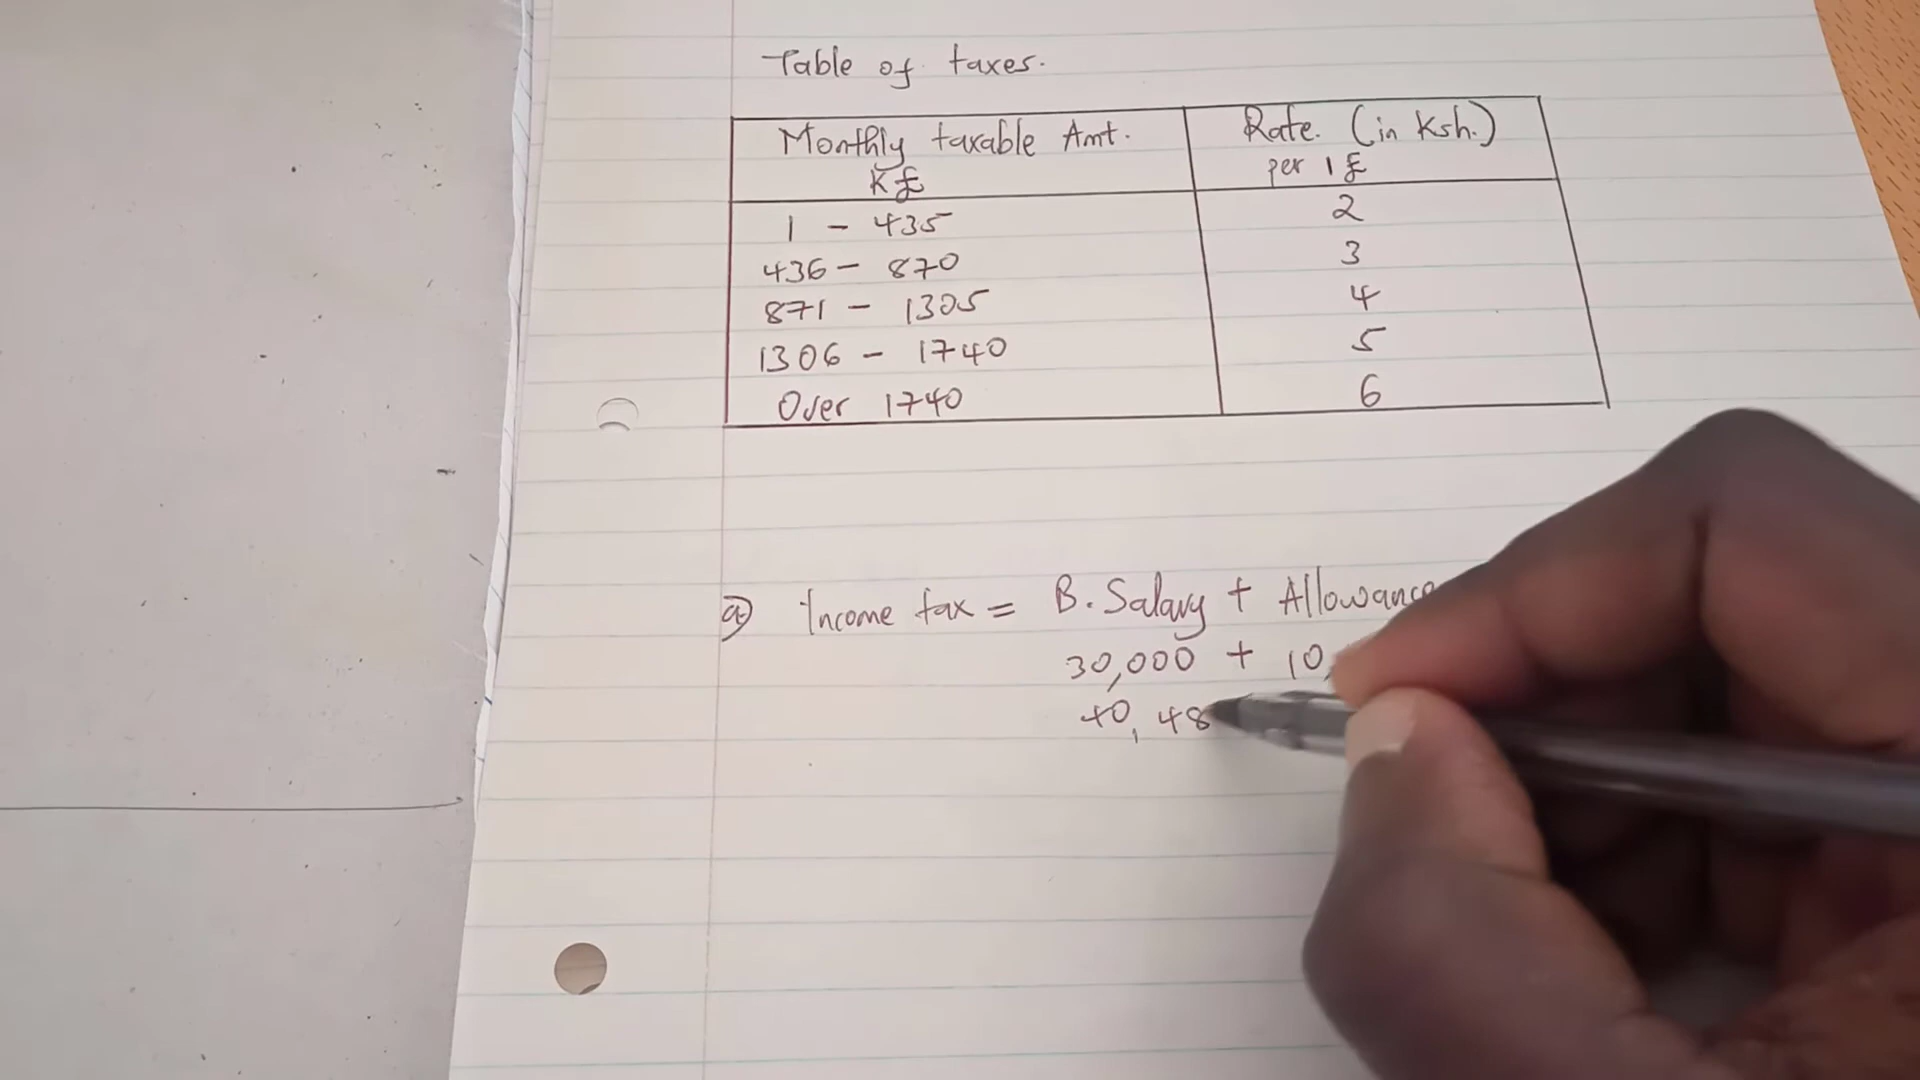 Table of taxes.
Monthly taxable Amt. K£
Rate. (in Ksh.) per 1 £
1 - 435 2
436 - 870 3
871 - 1305 4
1306 - 1740 5
Over 1740 6
a) Income tax = B. Salary + Allowance
30,000 + 10,
40, 48